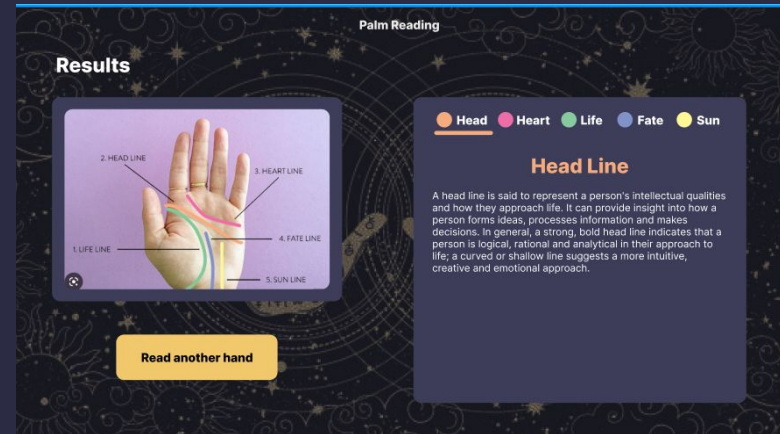 Palm Reading
Results
2. HEAD LINE
3. HEART LINE
1. LIFE LINE
4. FATE LINE
5. SUN LINE
Read another hand
Head Heart Life Fate Sun
Head Line
A head line is said to represent a person's intellectual qualities
and how they approach life. It can provide insight into how a
person forms ideas, processes information and makes
decisions. In general, a strong, bold head line indicates that a
person is logical, rational and analytical in their approach to
life; a curved or shallow line suggests a more intuitive,
creative and emotional approach.